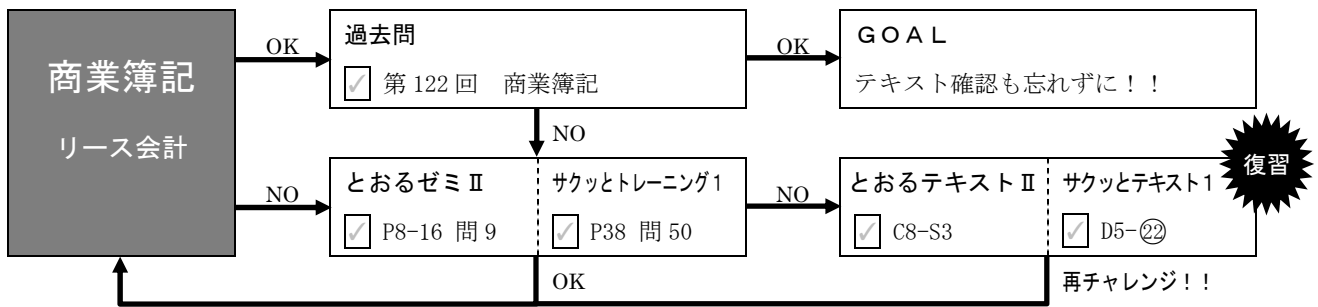 商業簿記
リース会計
OK
過去問
✓ 第122回 商業簿記
OK
ＧＯＡＬ
テキスト確認も忘れずに！！
NO
NO
とおるゼミⅡ
✓ P8-16 問9
サクッとトレーニング1
✓ P38 問50
NO
とおるテキストⅡ
✓ C8-S3
サクッとテキスト1
✓ D5-㉒
復習
OK
再チャレンジ！！